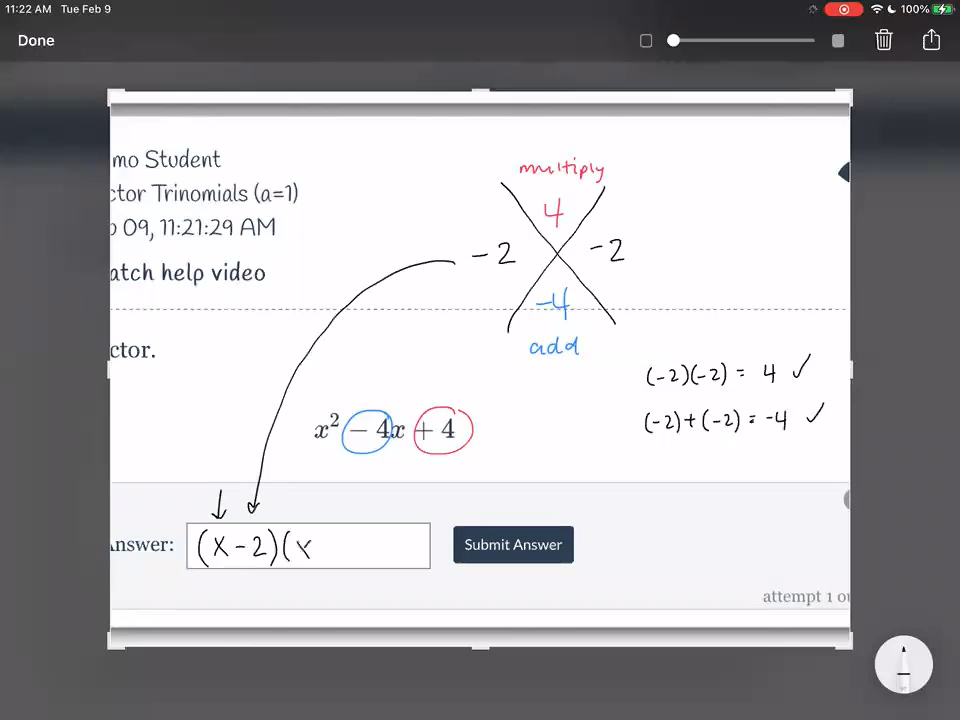 11:22 AM Tue Feb 9
100%
Done
mo Student
ctor Trinomials (a=1)
09, 11:21:29 AM
atch help video
multiply
4
-2 -2
-4
add
ctor.
(-2)(-2) = 4 ✓
(-2)+(-2) = -4 ✓
x² − 4x + 4
Answer: (x-2)(x
Submit Answer
attempt 1 ou